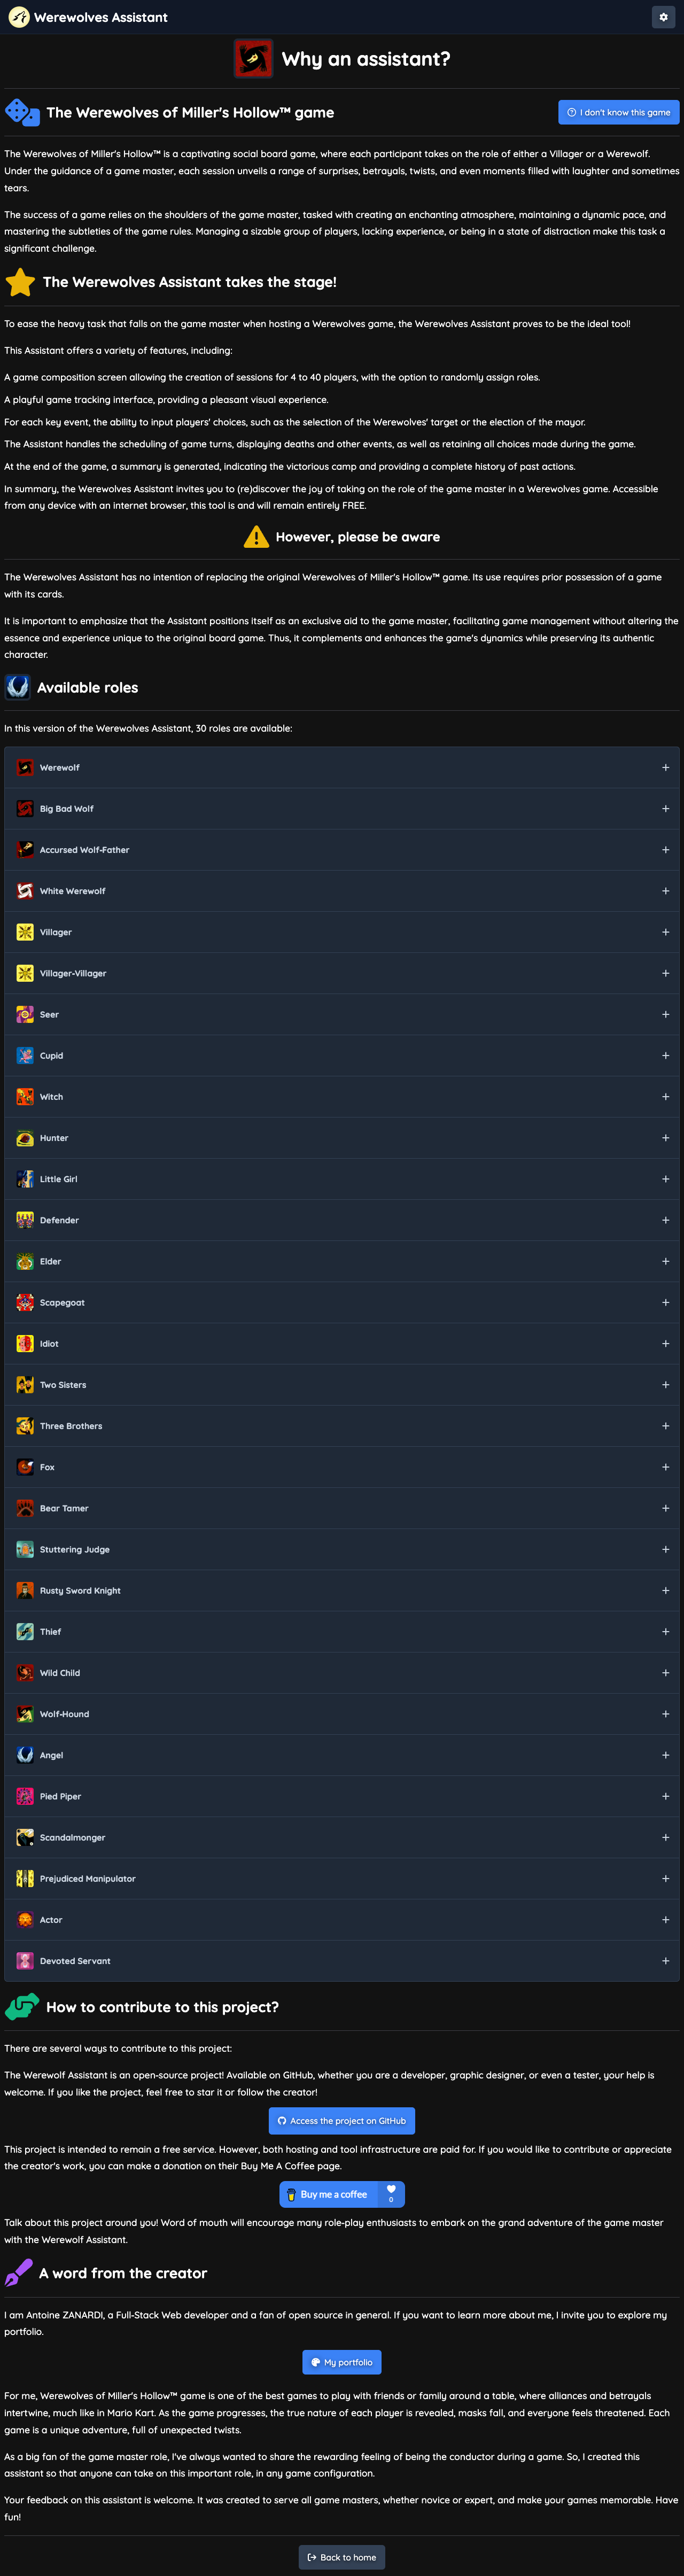 Werewolves Assistant
Why an assistant?
The Werewolves of Miller's Hollow™ game
I don't know this game
The Werewolves of Miller's Hollow™ is a captivating social board game, where each participant takes on the role of either a Villager or a Werewolf.
Under the guidance of a game master, each session unveils a range of surprises, betrayals, twists, and even moments filled with laughter and sometimes
tears.
The success of a game relies on the shoulders of the game master, tasked with creating an enchanting atmosphere, maintaining a dynamic pace, and
mastering the subtleties of the game rules. Managing a sizable group of players, lacking experience, or being in a state of distraction make this task a
significant challenge.
The Werewolves Assistant takes the stage!
To ease the heavy task that falls on the game master when hosting a Werewolves game, the Werewolves Assistant proves to be the ideal tool!
This Assistant offers a variety of features, including:
A game composition screen allowing the creation of sessions for 4 to 40 players, with the option to randomly assign roles.
A playful game tracking interface, providing a pleasant visual experience.
For each key event, the ability to input players' choices, such as the selection of the Werewolves' target or the election of the mayor.
The Assistant handles the scheduling of game turns, displaying deaths and other events, as well as retaining all choices made during the game.
At the end of the game, a summary is generated, indicating the victorious camp and providing a complete history of past actions.
In summary, the Werewolves Assistant invites you to (re)discover the joy of taking on the role of the game master in a Werewolves game. Accessible
from any device with an internet browser, this tool is and will remain entirely FREE.
However, please be aware
The Werewolves Assistant has no intention of replacing the original Werewolves of Miller's Hollow™ game. Its use requires prior possession of a game
with its cards.
It is important to emphasize that the Assistant positions itself as an exclusive aid to the game master, facilitating game management without altering the
essence and experience unique to the original board game. Thus, it complements and enhances the game's dynamics while preserving its authentic
character.
Available roles
In this version of the Werewolves Assistant, 30 roles are available:
Werewolf
Big Bad Wolf
Accursed Wolf-Father
White Werewolf
Villager
Villager-Villager
Seer
Cupid
Witch
Hunter
Little Girl
Defender
Elder
Scapegoat
Idiot
Two Sisters
Three Brothers
Fox
Bear Tamer
Stuttering Judge
Rusty Sword Knight
Thief
Wild Child
Wolf-Hound
Angel
Pied Piper
Scandalmonger
Prejudiced Manipulator
Actor
Devoted Servant
How to contribute to this project?
There are several ways to contribute to this project:
The Werewolf Assistant is an open-source project! Available on GitHub, whether you are a developer, graphic designer, or even a tester, your help is
welcome. If you like the project, feel free to star it or follow the creator!
Access the project on GitHub
This project is intended to remain a free service. However, both hosting and tool infrastructure are paid for. If you would like to contribute or appreciate
the creator's work, you can make a donation on their Buy Me A Coffee page.
Buy me a coffee
0
Talk about this project around you! Word of mouth will encourage many role-play enthusiasts to embark on the grand adventure of the game master
with the Werewolf Assistant.
A word from the creator
I am Antoine ZANARDI, a Full-Stack Web developer and a fan of open source in general. If you want to learn more about me, I invite you to explore my
portfolio.
My portfolio
For me, Werewolves of Miller's Hollow™ game is one of the best games to play with friends or family around a table, where alliances and betrayals
intertwine, much like in Mario Kart. As the game progresses, the true nature of each player is revealed, masks fall, and everyone feels threatened. Each
game is a unique adventure, full of unexpected twists.
As a big fan of the game master role, I've always wanted to share the rewarding feeling of being the conductor during a game. So, I created this
assistant so that anyone can take on this important role, in any game configuration.
Your feedback on this assistant is welcome. It was created to serve all game masters, whether novice or expert, and make your games memorable. Have
fun!
Back to home